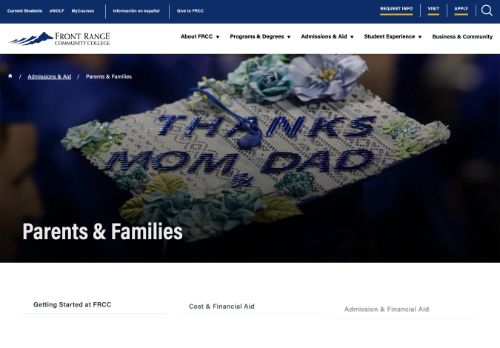 Current Students eWOLF MyCourses Información en español Give to FRCC REQUEST INFO VISIT APPLY
FRONT RANGE
COMMUNITY COLLEGE
About FRCC Programs & Degrees Admissions & Aid Student Experience Business & Community
/ Admissions & Aid / Parents & Families
THANKS
MOM, DAD
Parents & Families
Getting Started at FRCC
Cost & Financial Aid
Admission & Financial Aid